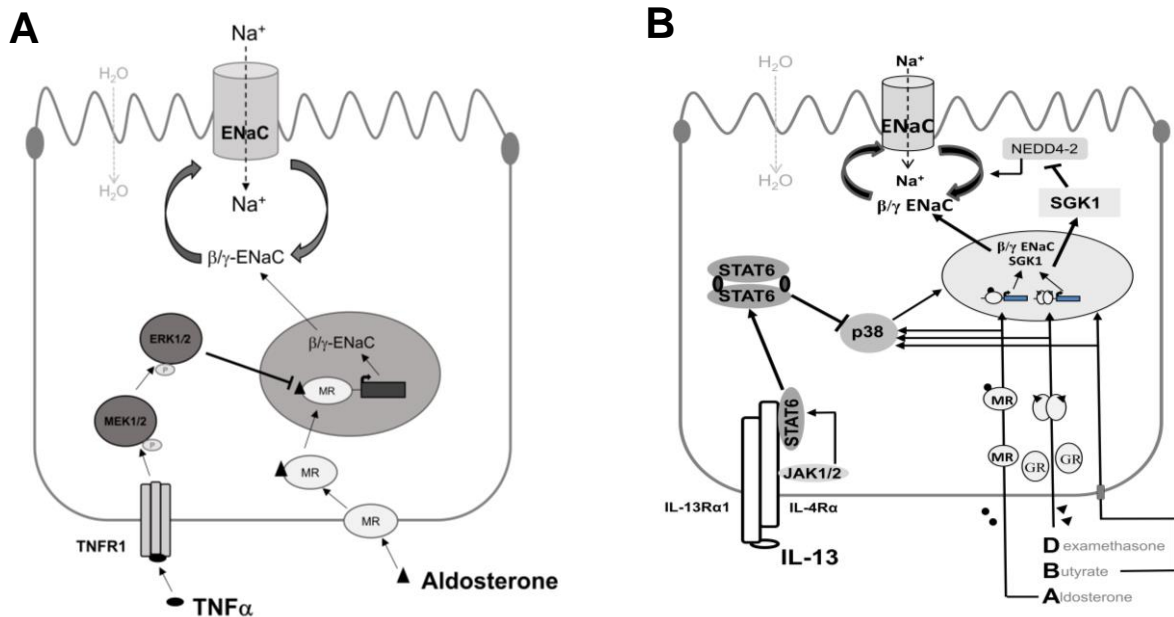 A
Na⁺
H₂O
ENaC
H₂O
Na⁺
β/γ-ENaC
ERK1/2
P
β/γ-ENaC
MR
MEK1/2
P
MR
TNFR1
MR
Aldosterone
TNFα
B
H₂O
Na⁺
ENaC
NEDD4-2
H₂O
Na⁺
β/γ ENaC
SGK1
β/γ ENaC
SGK1
STAT6
STAT6
p38
STAT6
MR
JAK1/2
MR
GR
GR
IL-13Rα1
IL-4Rα
IL-13
Dexamethasone
Butyrate
Aldosterone